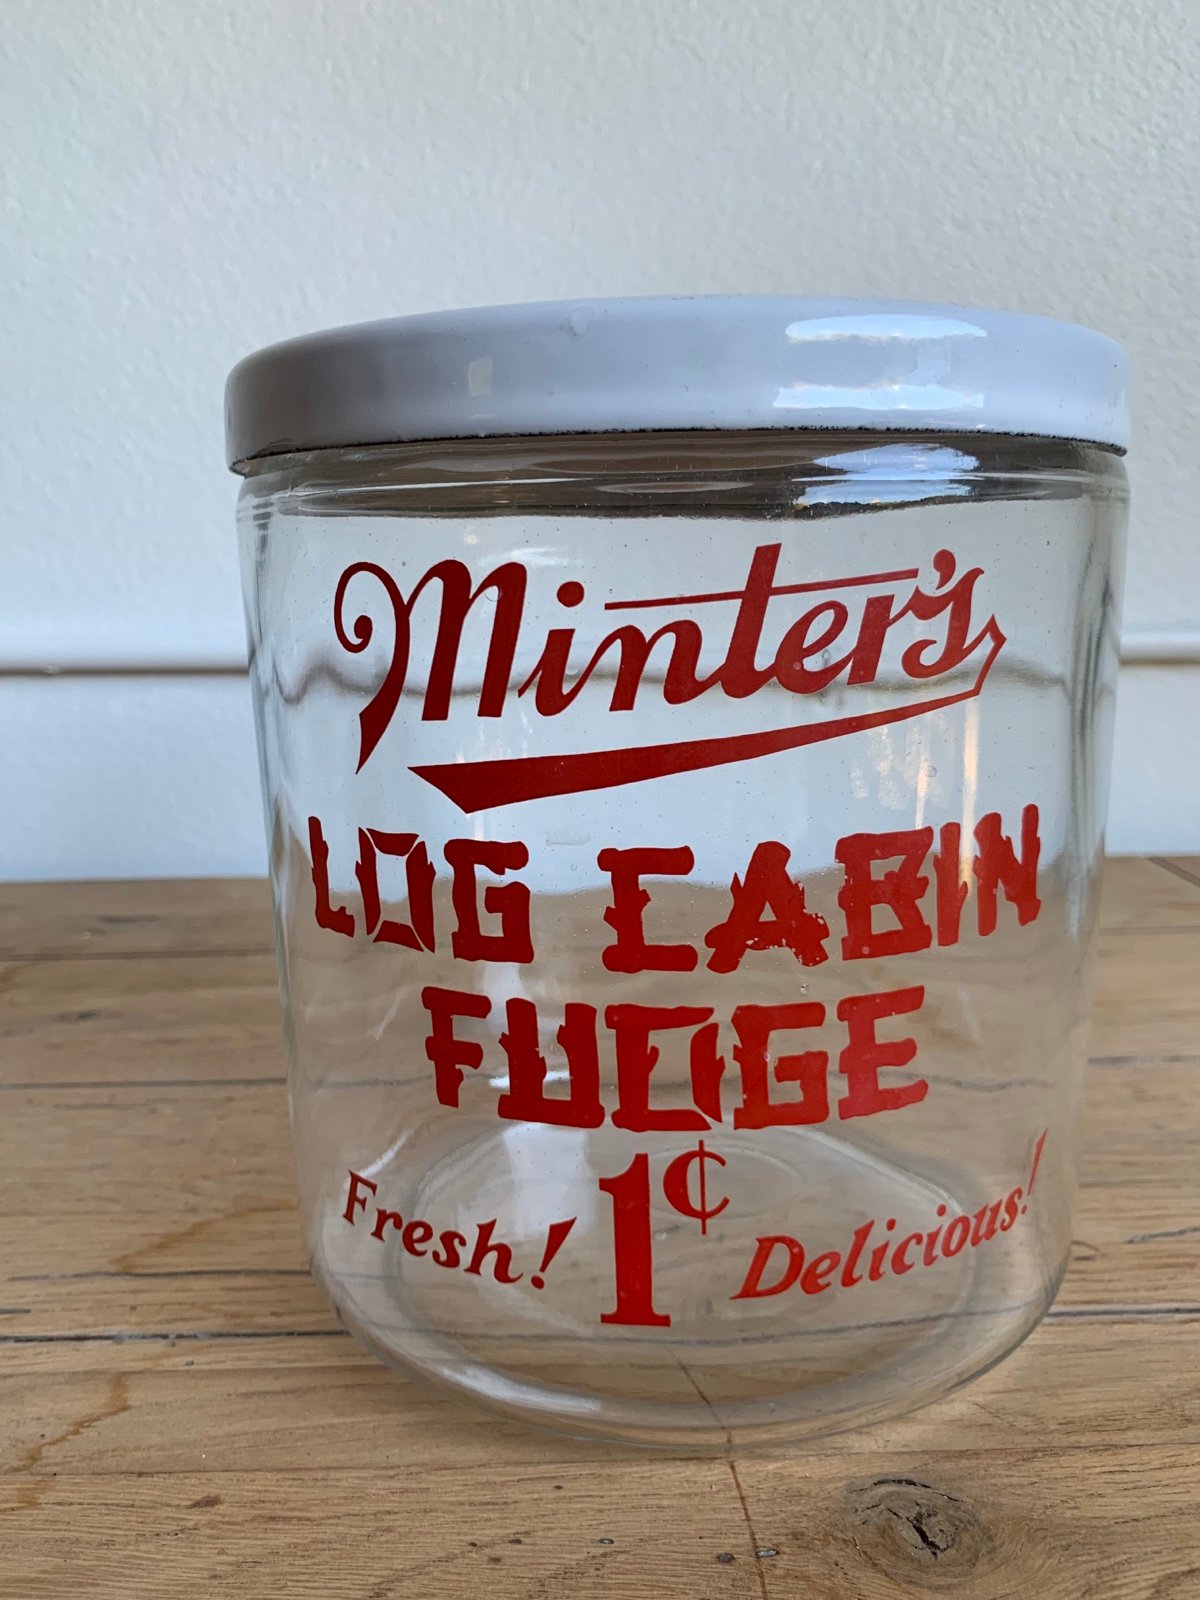 Minter's
LOG CABIN
FUDGE
Fresh! 1¢ Delicious!